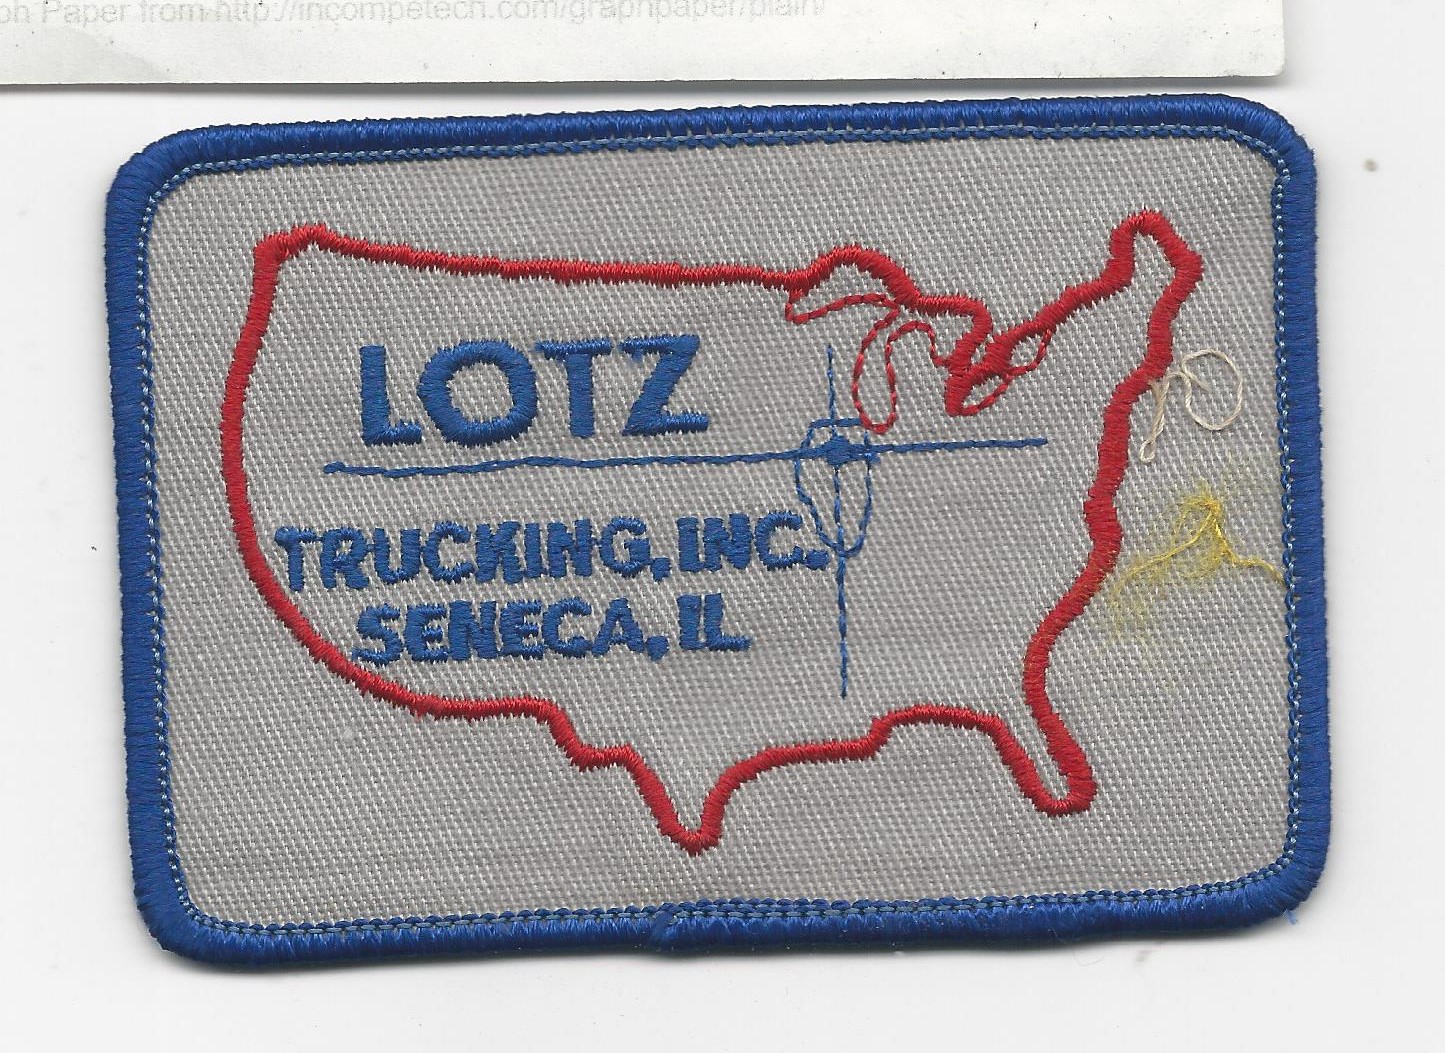 ph Paper from http://incompetech.com/graphpaper/plain/
LOTZ
TRUCKING, INC.
SENECA, IL